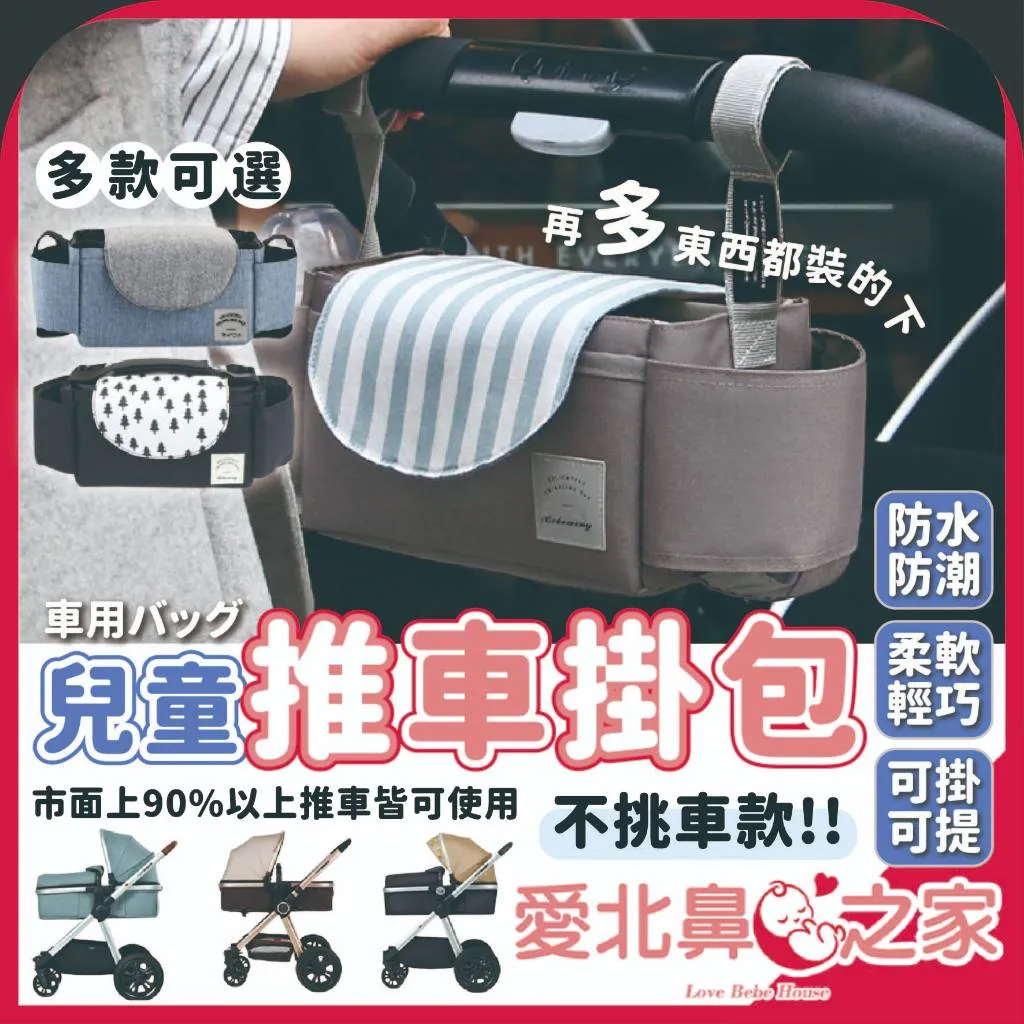 多款可選
再多東西都裝的下
車用バッグ
兒童推車掛包
防水
防潮
柔軟
輕巧
可掛
可提
市面上90%以上推車皆可使用
不挑車款!!
愛北鼻之家
Love Bebe House